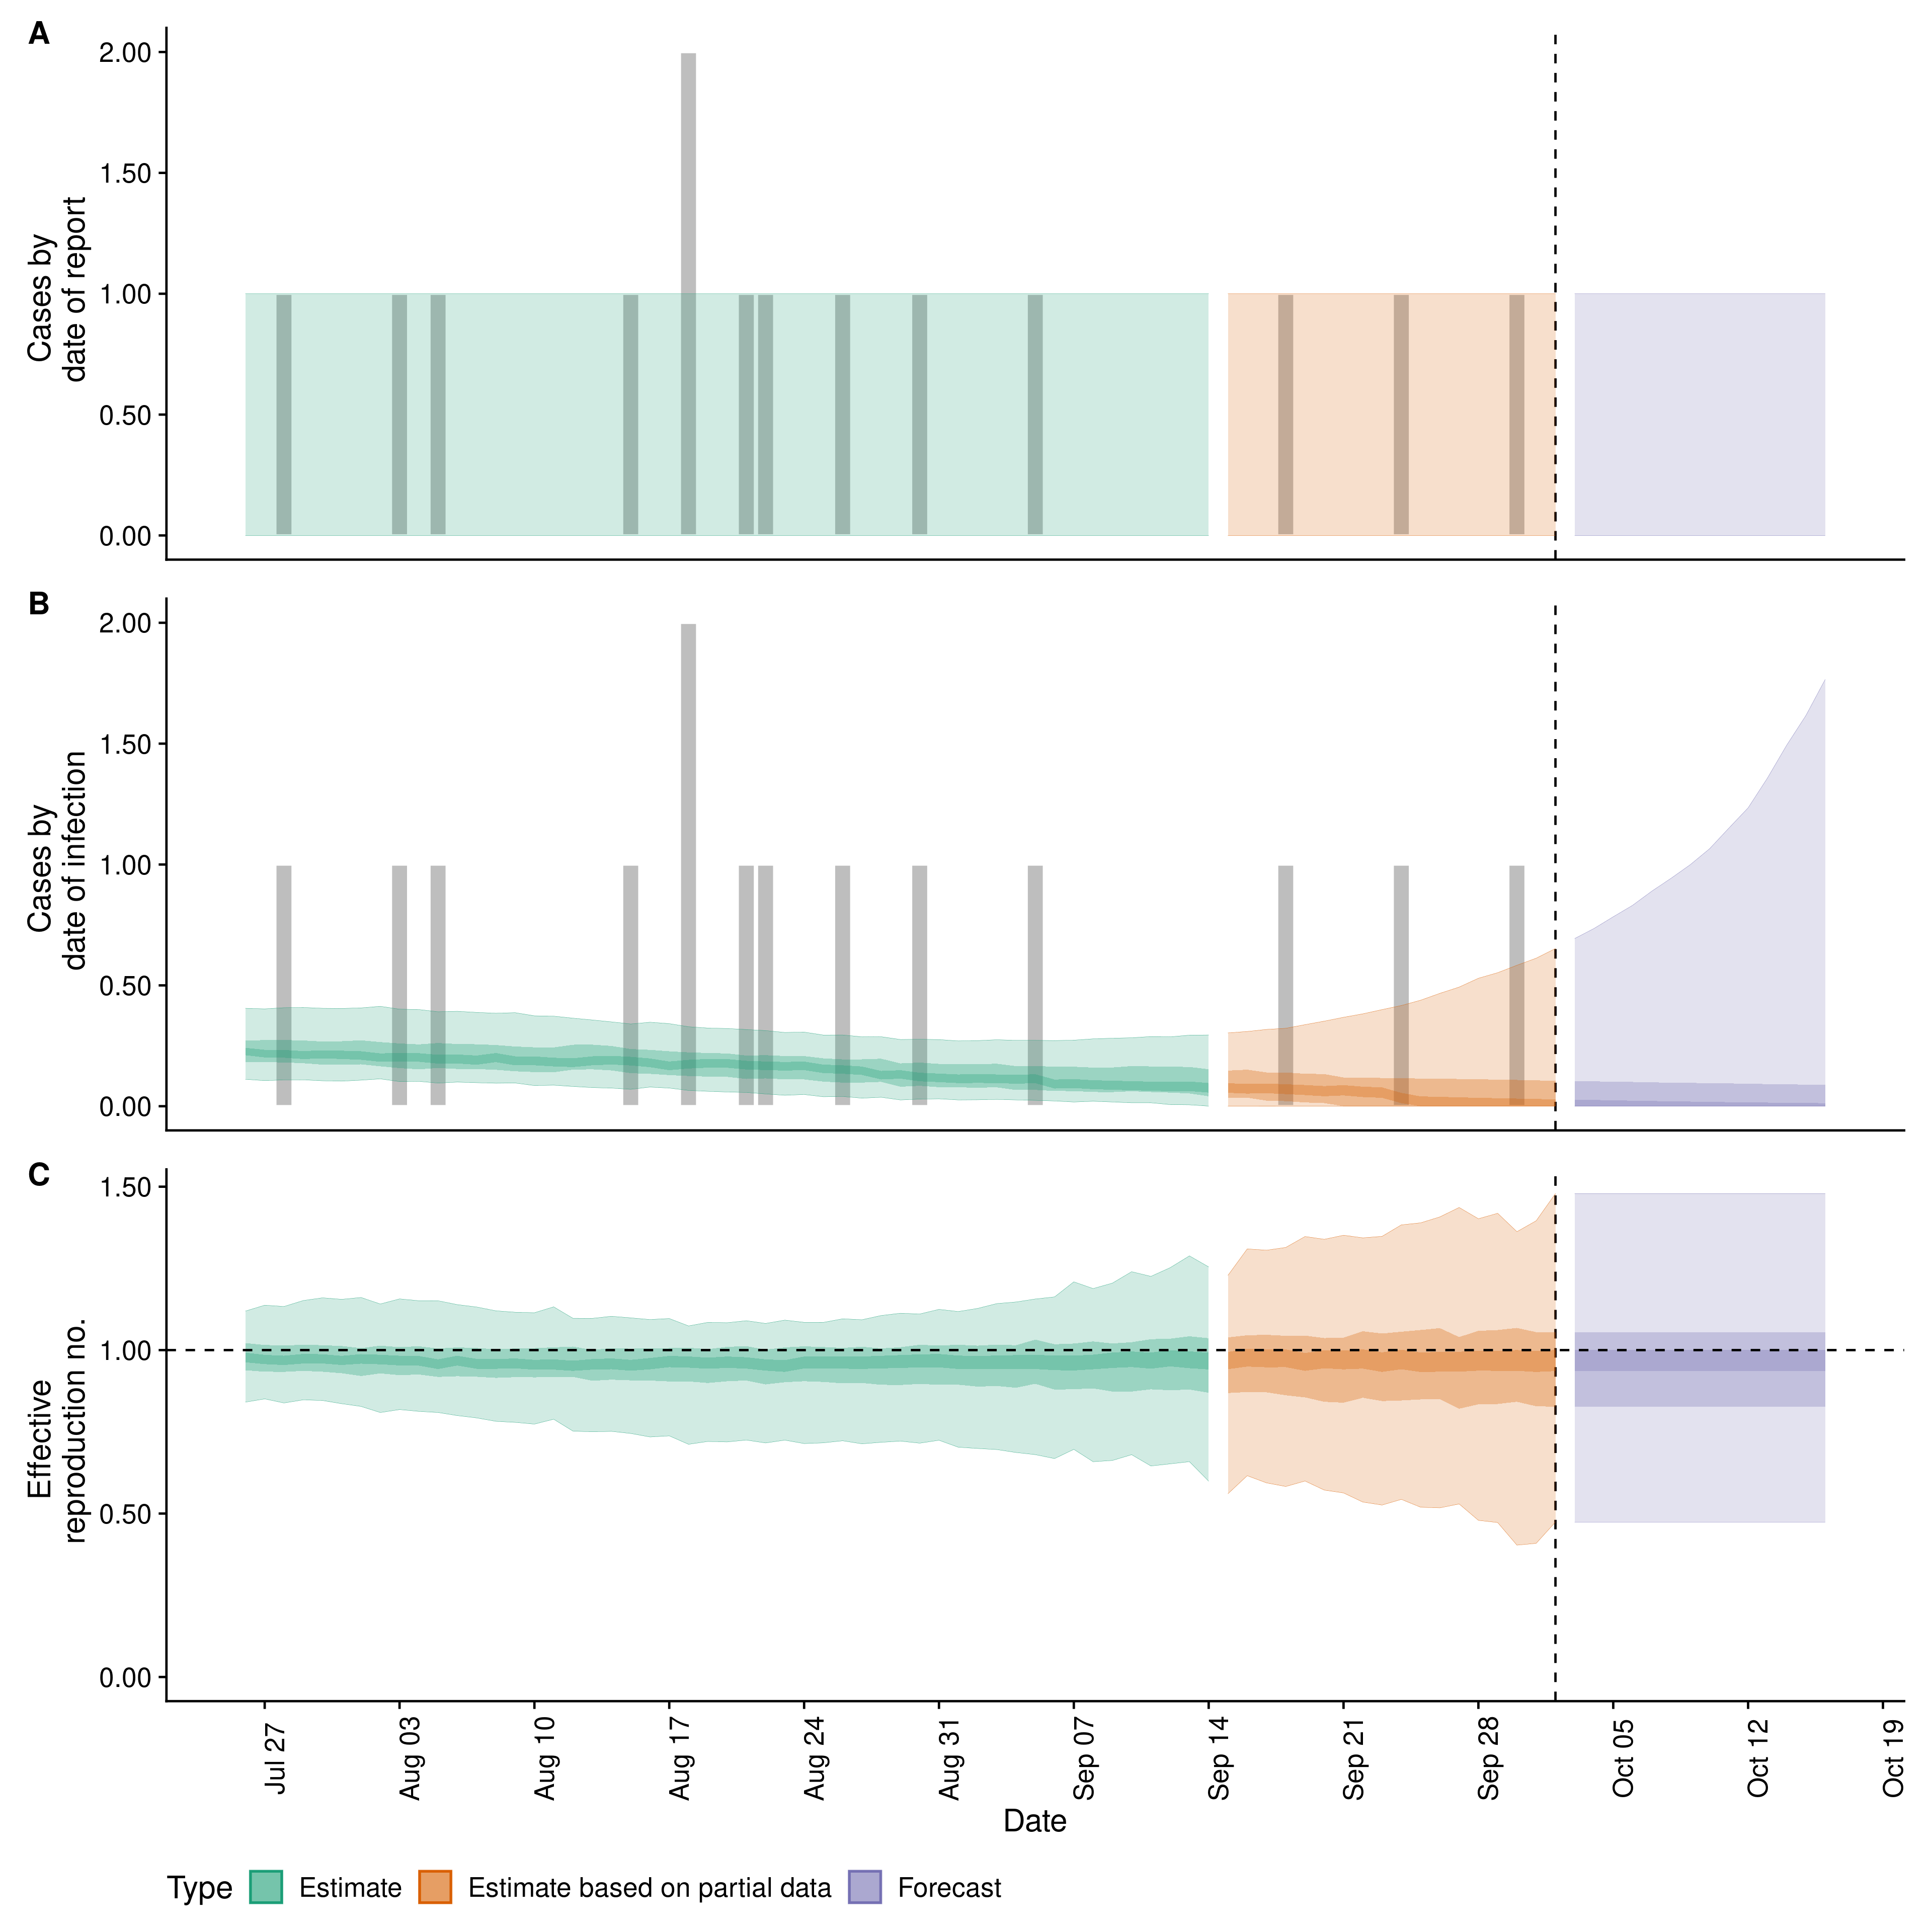 A
2.00
1.50
1.00
0.50
0.00
Cases by
date of report
B
2.00
1.50
1.00
0.50
0.00
Cases by
date of infection
C
1.50
1.00
0.50
0.00
Effective
reproduction no.
Jul 27
Aug 03
Aug 10
Aug 17
Aug 24
Aug 31
Sep 07
Sep 14
Sep 21
Sep 28
Oct 05
Oct 12
Oct 19
Date
Type
Estimate
Estimate based on partial data
Forecast